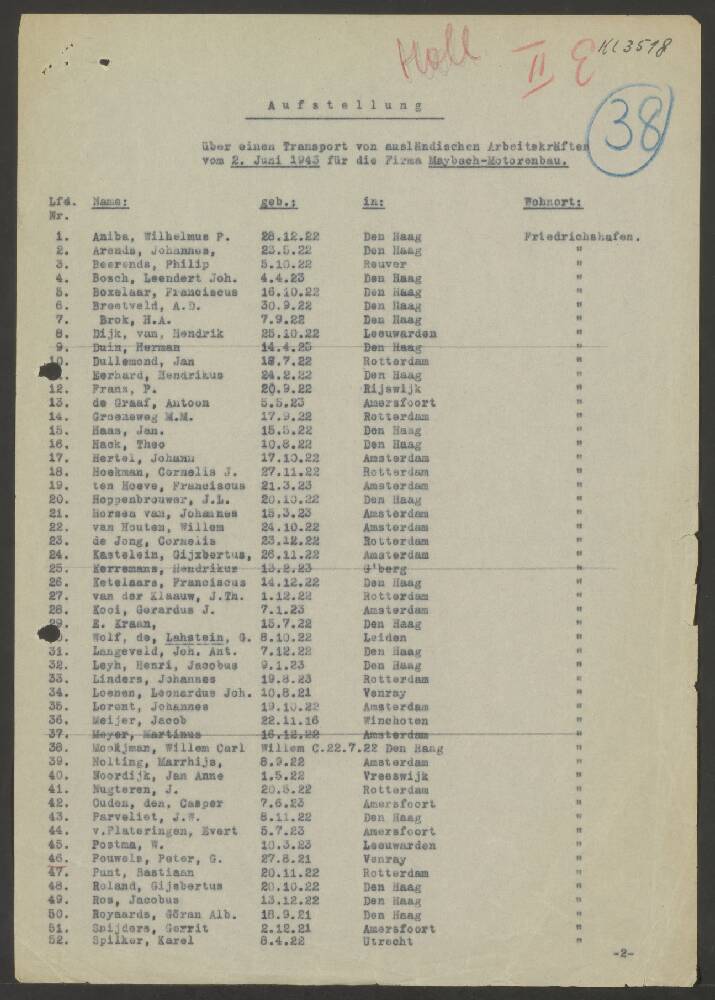 Holl II E KL3518
38
Aufstellung
über einen Transport von ausländischen Arbeitskräften
vom 2. Juni 1943 für die Firma Maybach-Motorenbau.
Lfd. Name: geb.: in: Wohnort:
Nr.
1. Aniba, Wilhelmus P. 28.12.22 Den Haag Friedrichshafen.
2. Arends, Johannes, 23.5.22 Den Haag "
3. Beerends, Philip 5.10.22 Reuver "
4. Bosch, Leendert Joh. 4.4.23 Den Haag "
5. Boxelaar, Franciscus 16.10.22 Den Haag "
6. Breetveld, A.D. 30.9.22 Den Haag "
7. Brok, H.A. 7.9.22 Den Haag "
8. Dijk, van, Hendrik 25.10.22 Leeuwarden "
9. Duin, Herman 14.4.25 Den Haag "
10. Dullemond, Jan 18.7.22 Rotterdam "
Eerhard, Hendrikus 24.2.22 Den Haag "
12. Frans, P. 20.9.22 Rijswijk "
13. de Graaf, Antoon 5.5.23 Amersfoort "
14. Groeneweg M.M. 17.9.22 Rotterdam "
15. Haas, Jan. 15.5.22 Den Haag "
16. Hack, Theo 10.8.22 Den Haag "
17. Hertel, Johann 17.10.22 Amsterdam "
18. Hoekman, Cornelis J. 27.11.22 Rotterdam "
19. ten Hoeve, Franciscus 21.3.23 Amsterdam "
20. Hoppenbrouwer, J.L. 20.10.22 Den Haag "
21. Horsen van, Johannes 15.3.23 Amsterdam "
22. van Houten, Willem 24.10.22 Amsterdam "
23. de Jong, Cornelis 23.12.22 Rotterdam "
24. Kastelein, Gijxbertus, 26.11.22 Amsterdam "
25. Kerremans, Hendrikus 13.2.23 G'berg "
26. Ketelaars, Franciscus 14.12.22 Den Haag "
27. van der Klaauw, J.Th. 1.12.22 Rotterdam "
28. Kooi, Gerardus J. 7.1.23 Amsterdam "
29. E. Kraan, 15.7.22 Den Haag "
Wolf, de, Lahstein, G. 8.10.22 Leiden "
31. Langeveld, Joh. Ant. 7.12.22 Den Haag "
32. Leyh, Henri, Jacobus 9.1.23 Den Haag "
33. Linders, Johannes 19.8.23 Rotterdam "
34. Loenen, Leonardus Joh. 10.8.21 Venray "
35. Lorent, Johannes 19.10.22 Amsterdam "
36. Meijer, Jacob 22.11.16 Winchoten "
37. Meyer, Martinus 16.12.22 Amsterdam "
38. Mooijman, Willem Carl Willem C.22.7.22 Den Haag "
39. Nolting, Marrhijs, 8.9.22 Amsterdam "
40. Noordijk, Jan Anne 1.5.22 Vreeswijk "
41. Nugteren, J. 20.5.22 Rotterdam "
42. Ouden, den, Casper 7.6.23 Amersfoort "
43. Parveliet, J.W. 8.11.22 Den Haag "
44. v.Plateringen, Evert 5.7.23 Amersfoort "
45. Postma, W. 10.3.23 Leeuwarden "
46. Pouwels, Peter, G. 27.8.21 Venray "
47. Punt, Bastiaan 20.11.22 Rotterdam "
48. Roland, Gijsbertus 20.10.22 Den Haag "
49. Ros, Jacobus 13.12.22 Den Haag "
50. Roynards, Göran Alb. 18.9.21 Den Haag "
51. Snijders, Gerrit 2.12.21 Amersfoort "
52. Spilker, Karel 8.4.22 Utrecht "
-2-